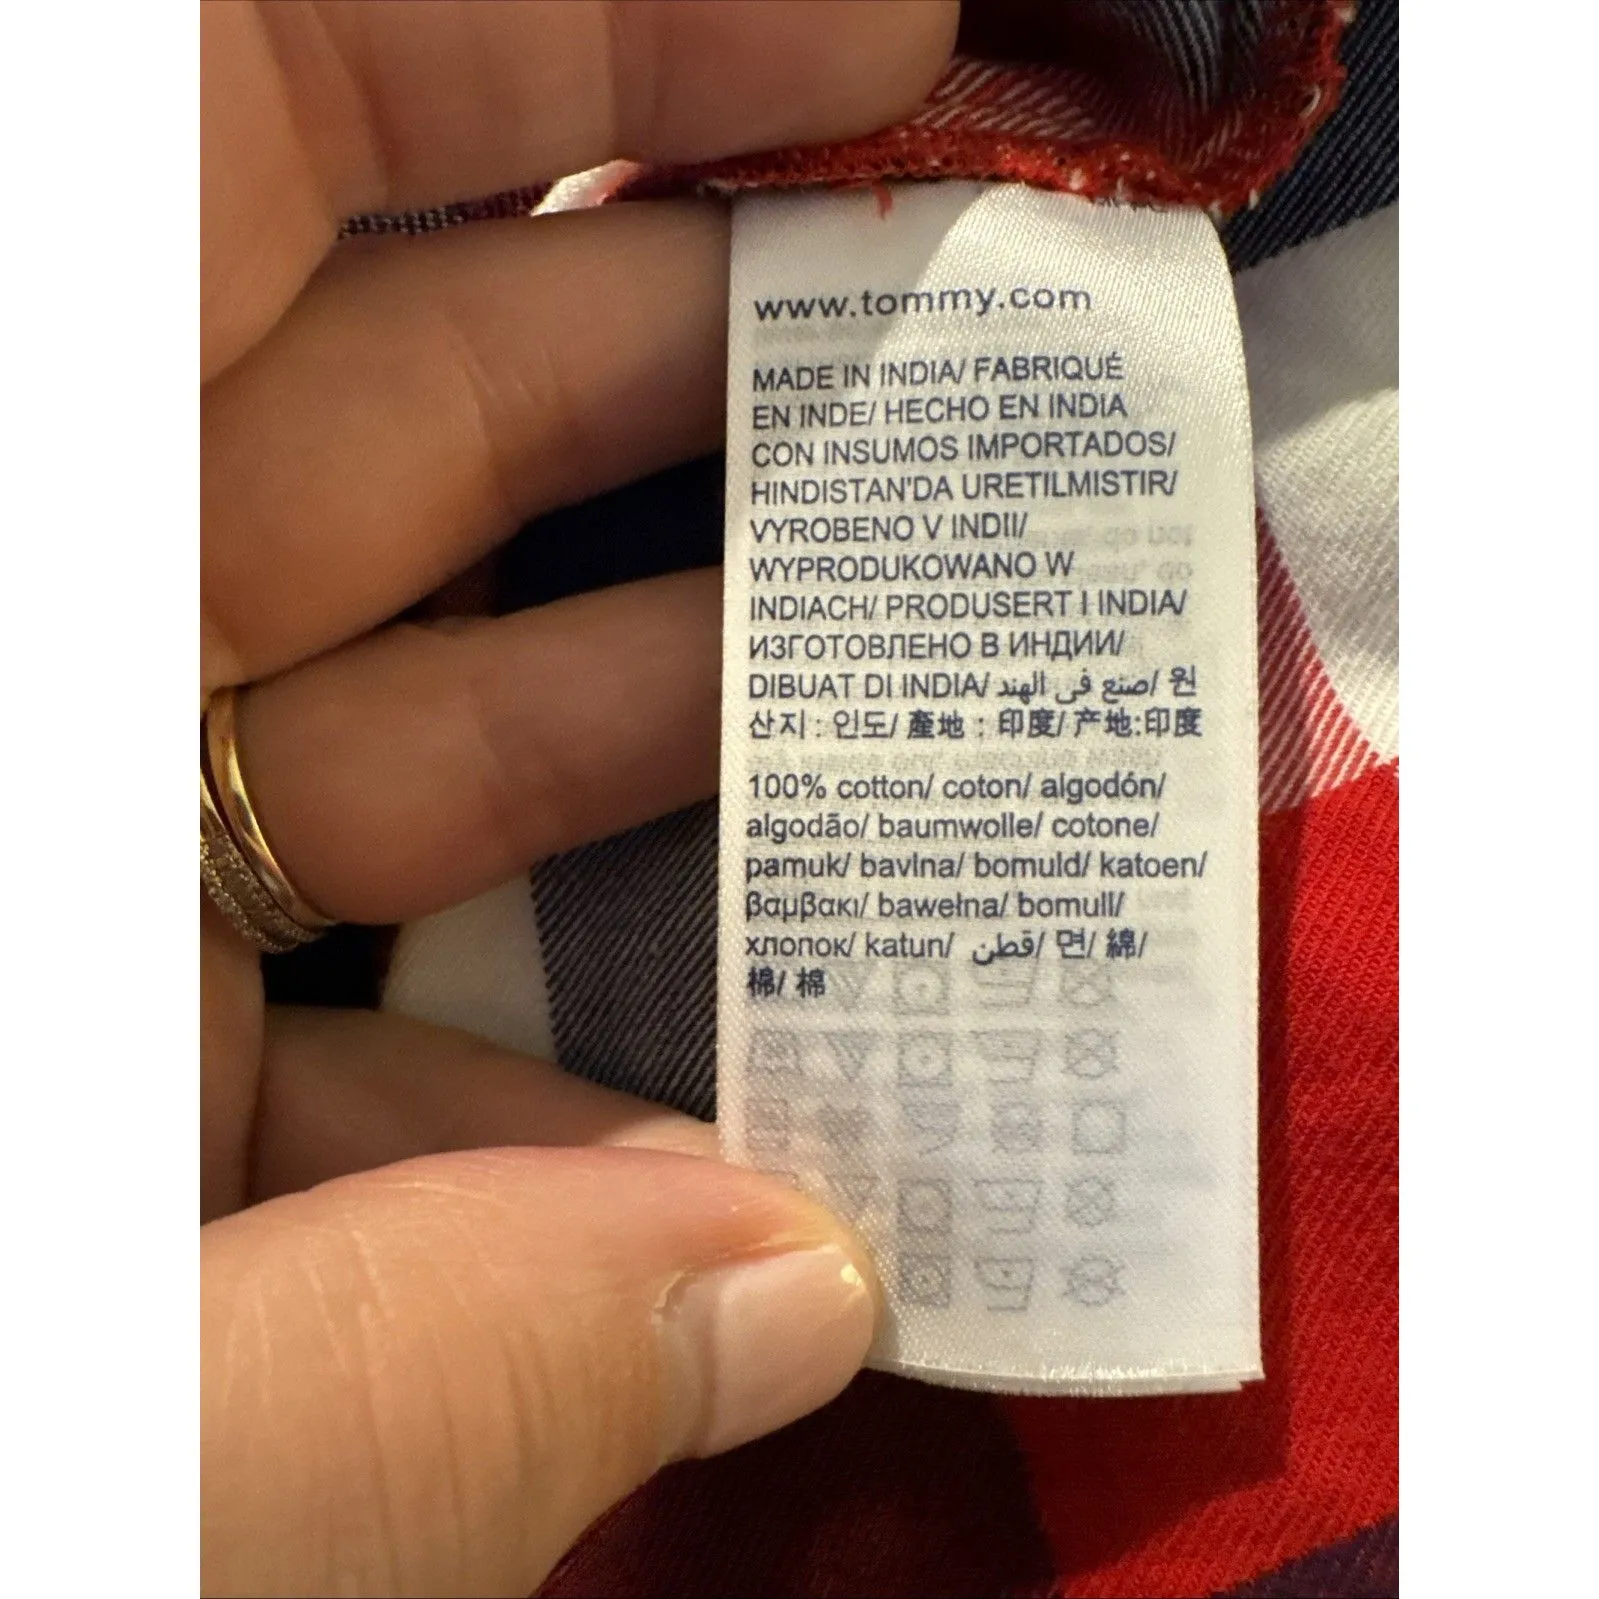 www.tommy.com
MADE IN INDIA/ FABRIQUÉ
EN INDE/ HECHO EN INDIA
CON INSUMOS IMPORTADOS/
HINDISTAN'DA URETILMISTIR/
VYROBENO V INDII/
WYPRODUKOWANO W
INDIACH/ PRODUSERT I INDIA/
ИЗГОТОВЛЕНО В ИНДИИ/
DIBUAT DI INDIA/ صنع فى الهند/ 원
산지 : 인도/ 產地 : 印度/ 产地:印度
100% cotton/ coton/ algodón/
algodão/ baumwolle/ cotone/
pamuk/ bavlna/ bomuld/ katoen/
βαμβακι/ bawełna/ bomull/
хлопок/ katun/ قطن/ 면/ 綿/
棉/ 棉